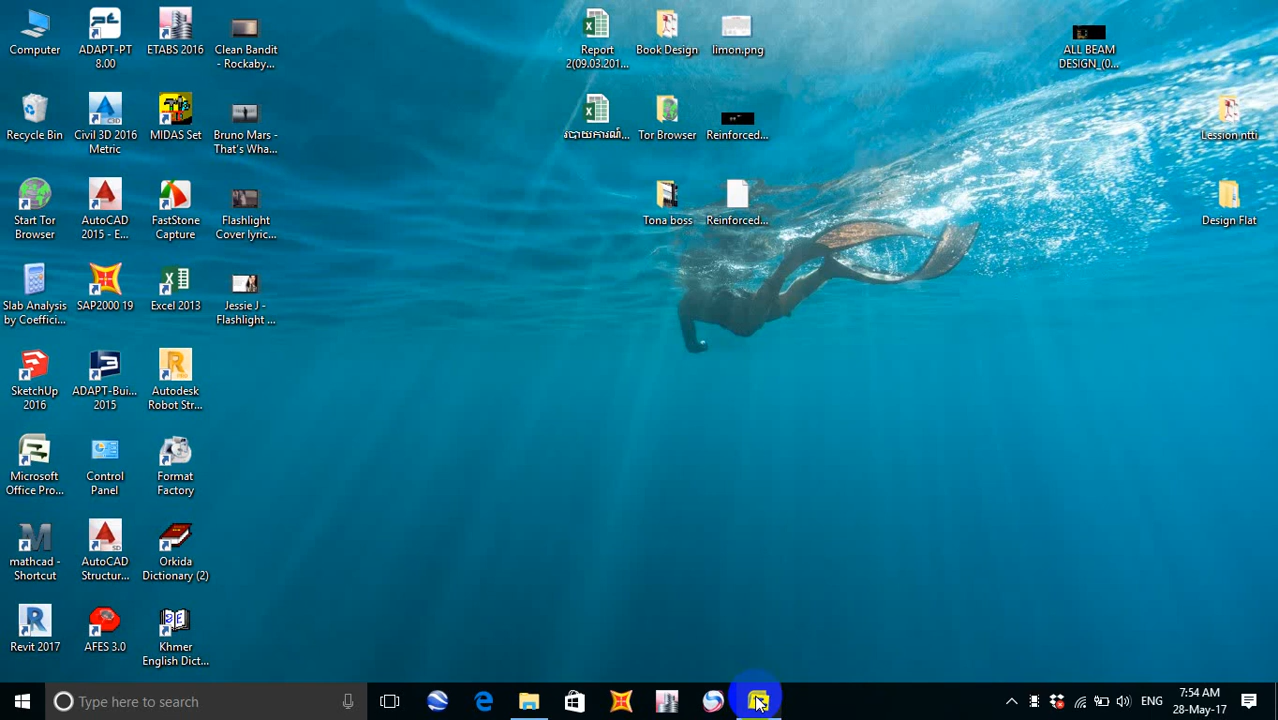 Computer
ADAPT-PT
8.00
ETABS 2016
Clean Bandit
- Rockaby...
Report
2(09.03.201...
Book Design
limon.png
ALL BEAM
DESIGN_(0...
Recycle Bin
Civil 3D 2016
Metric
MIDAS Set
Bruno Mars -
That's Wha...
Tor Browser
Reinforced...
Lession ntti
Start Tor
Browser
AutoCAD
2015 - E...
FastStone
Capture
Flashlight
Cover lyric...
Tona boss
Reinforced...
Design Flat
Slab Analysis
by Coeffici...
SAP2000 19
Excel 2013
Jessie J -
Flashlight ...
SketchUp
2016
ADAPT-Bui...
2015
Autodesk
Robot Str...
Microsoft
Office Pro...
Control
Panel
Format
Factory
mathcad -
Shortcut
AutoCAD
Structur...
Orkida
Dictionary (2)
Revit 2017
AFES 3.0
Khmer
English Dict...
Type here to search
ENG
7:54 AM
28-May-17